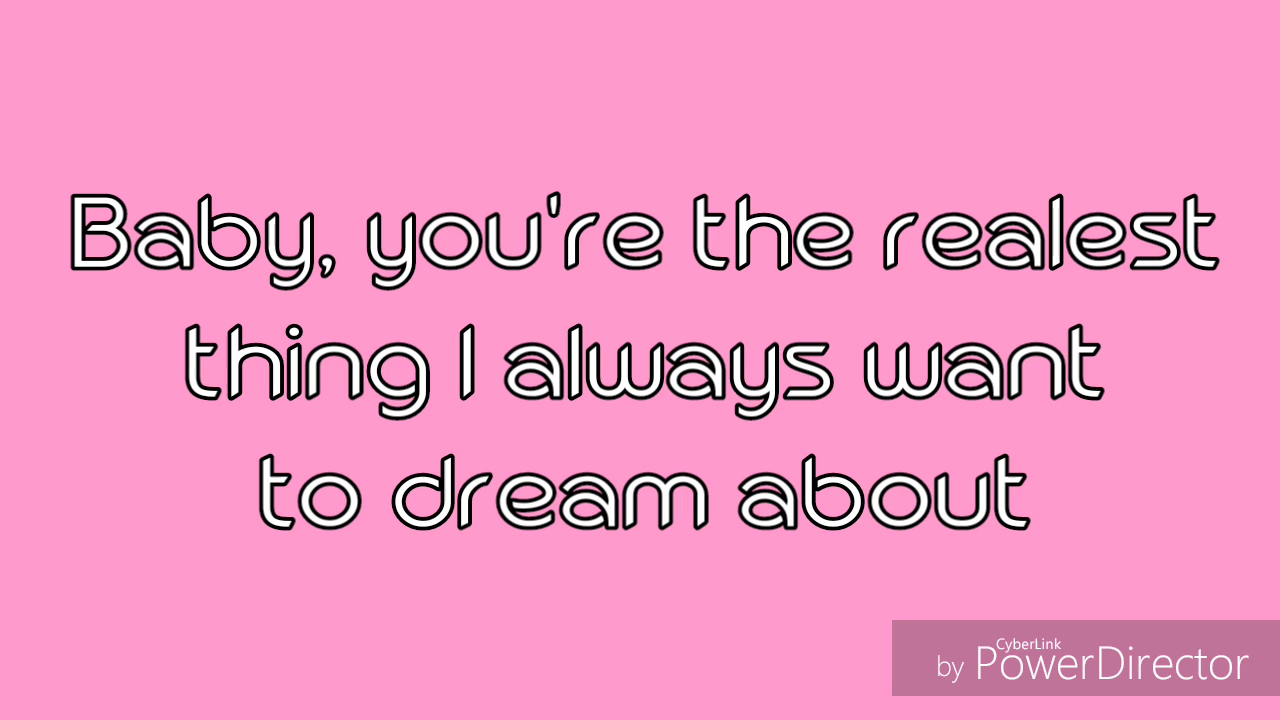 Baby, you're the realest
thing I always want
to dream about
by CyberLink PowerDirector